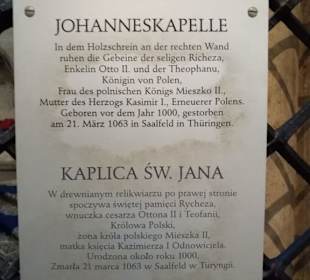 JOHANNESKAPELLE
In dem Holzschrein an der rechten Wand
ruhen die Gebeine der seligen Richeza,
Enkelin Otto II. und der Theophanu,
Königin von Polen,
Frau des polnischen Königs Mieszko II.,
Mutter des Herzogs Kasimir I., Erneuerer Polens.
Geboren vor dem Jahr 1000, gestorben
am 21. März 1063 in Saalfeld in Thüringen.
KAPLICA ŚW. JANA
W drewnianym relikwiarzu po prawej stronie
spoczywa świętej pamięci Rycheza,
wnuczka cesarza Ottona II i Teofanii,
Królowa Polski,
żona króla polskiego Mieszka II,
matka księcia Kazimierza I Odnowiciela.
Urodzona około roku 1000,
Zmarła 21 marca 1063 w Saalfeld w Turyngii.